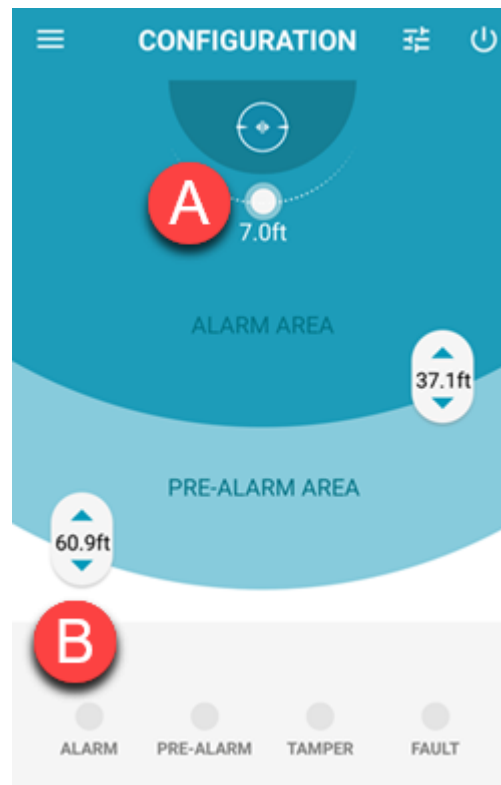 CONFIGURATION
A
7.0ft
ALARM AREA
37.1ft
PRE-ALARM AREA
60.9ft
B
ALARM PRE-ALARM TAMPER FAULT